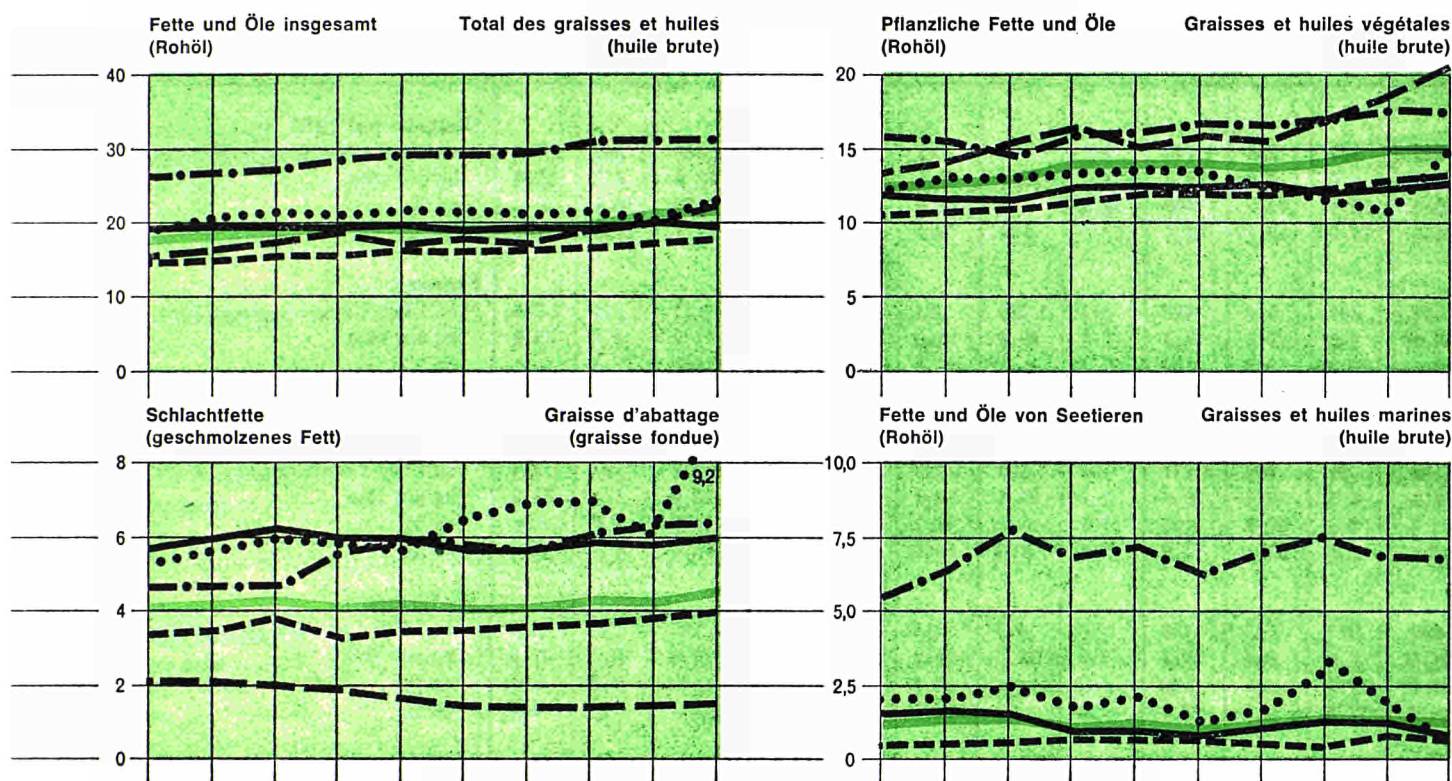 Fette und Öle insgesamt
(Rohöl)
Total des graisses et huiles
(huile brute)
40
30
20
10
0
Pflanzliche Fette und Öle
(Rohöl)
Graisses et huiles végétales
(huile brute)
20
15
10
5
0
Schlachtfette
(geschmolzenes Fett)
Graisse d'abattage
(graisse fondue)
8
6
4
2
0
9,2
Fette und Öle von Seetieren
(Rohöl)
Graisses et huiles marines
(huile brute)
10,0
7,5
5,0
2,5
0